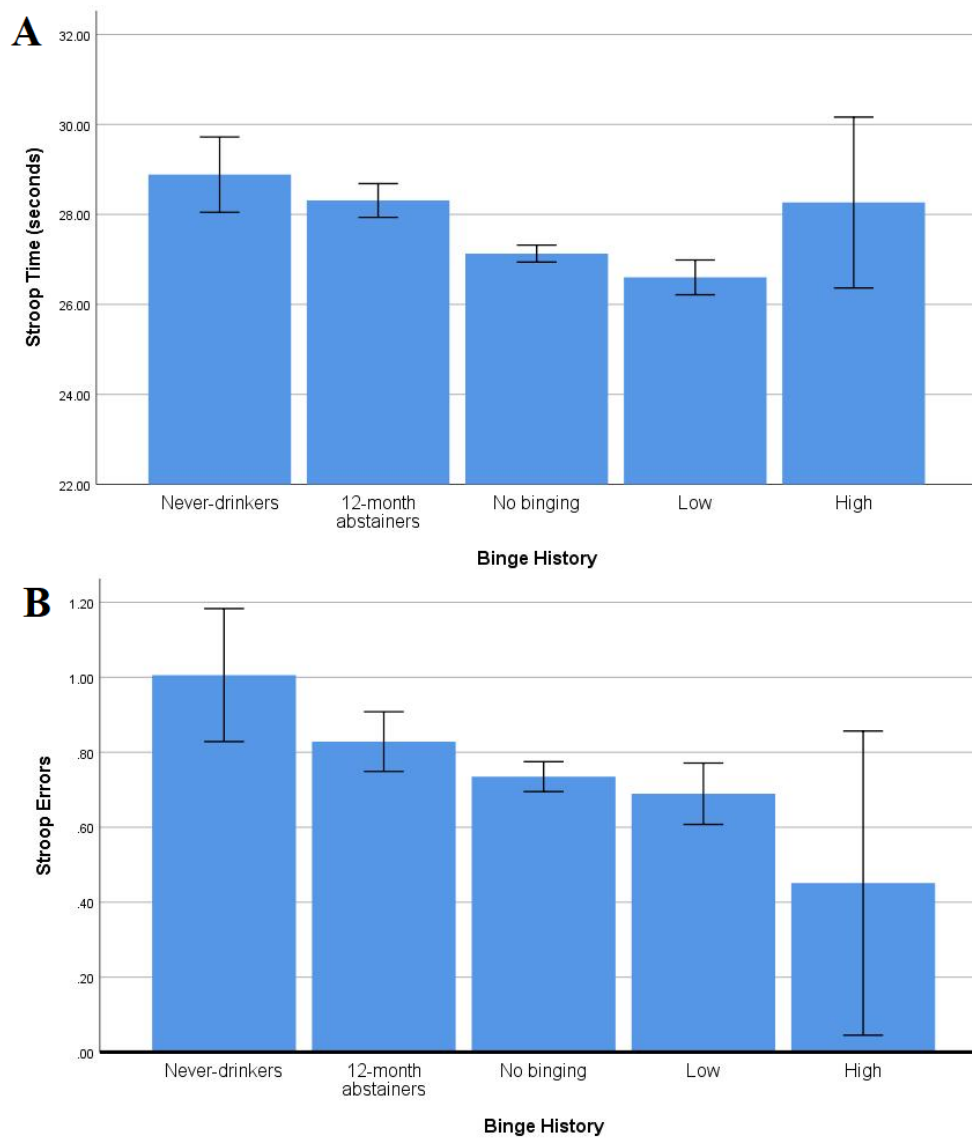 A
32.00
30.00
28.00
26.00
24.00
22.00
Stroop Time (seconds)
Never-drinkers
12-month
abstainers
No binging
Low
High
Binge History
B
1.20
1.00
.80
.60
.40
.20
.00
Stroop Errors
Never-drinkers
12-month
abstainers
No binging
Low
High
Binge History